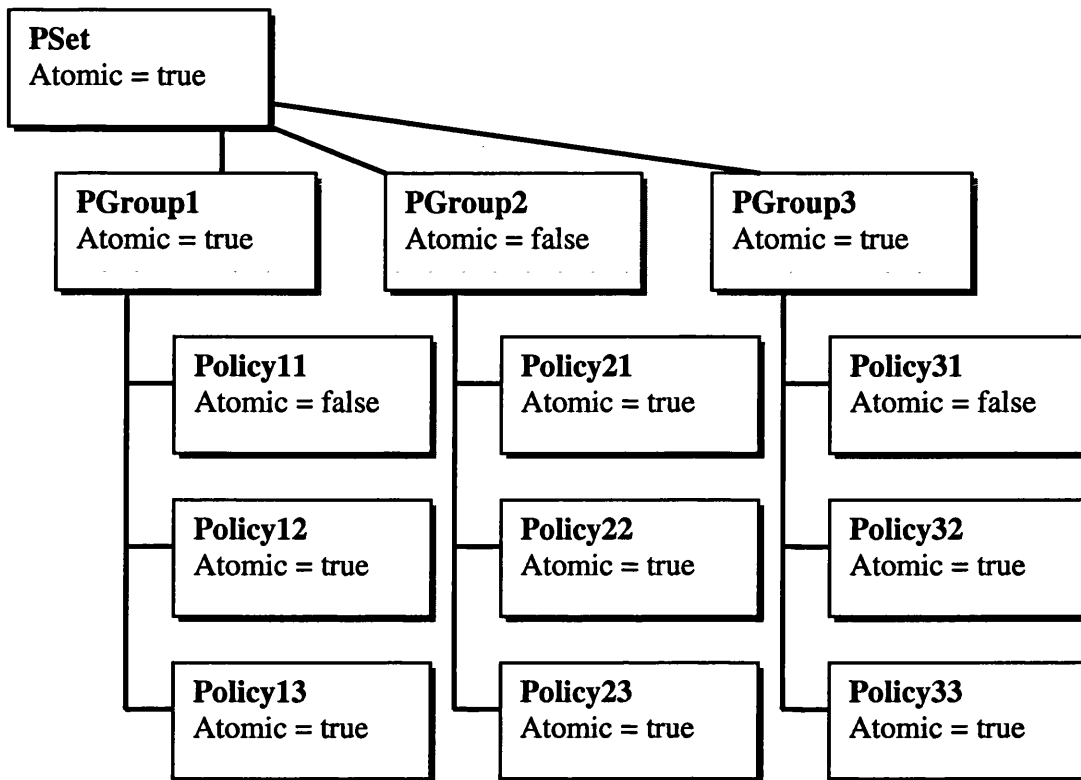 PSet
Atomic = true
PGroup1
Atomic = true
PGroup2
Atomic = false
PGroup3
Atomic = true
Policy11
Atomic = false
Policy21
Atomic = true
Policy31
Atomic = false
Policy12
Atomic = true
Policy22
Atomic = true
Policy32
Atomic = true
Policy13
Atomic = true
Policy23
Atomic = true
Policy33
Atomic = true